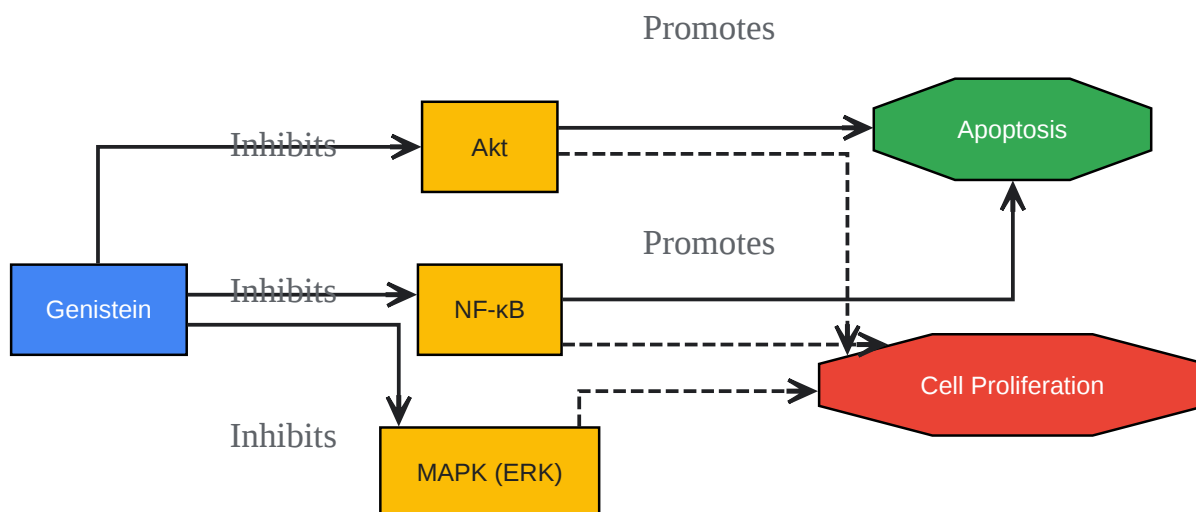 Promotes
Apoptosis
Inhibits
Akt
Promotes
Genistein
Inhibits
NF-κB
Cell Proliferation
Inhibits
MAPK (ERK)